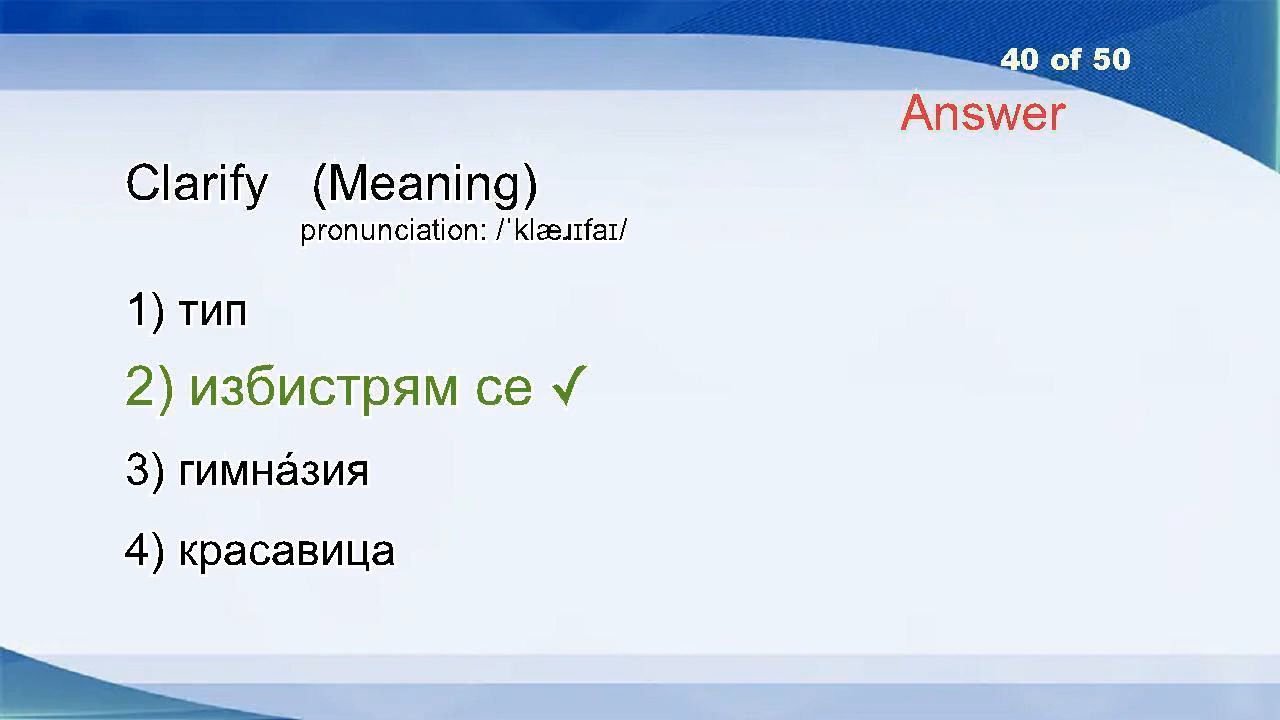 40 of 50
Answer
Clarify (Meaning)
pronunciation: /ˈklæɹɪfaɪ/
1) тип
2) избистрям се ✓
3) гимна́зия
4) красавица